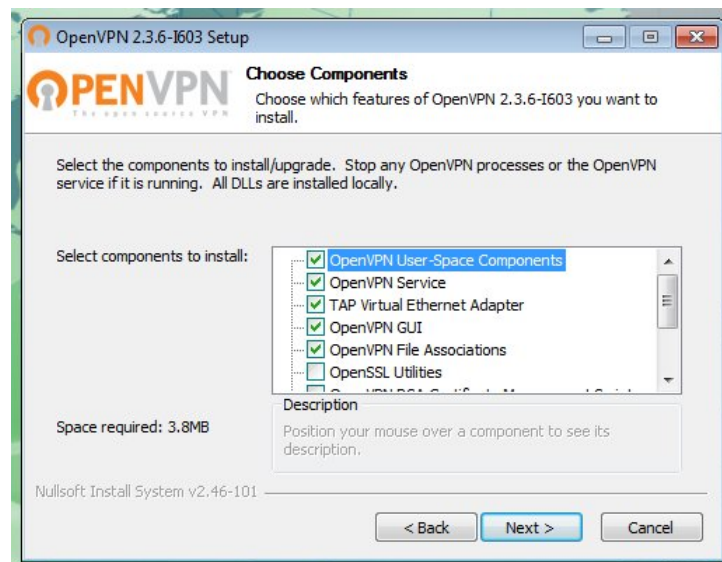 OpenVPN 2.3.6-I603 Setup
OPENVPN
The open source VPN
Choose Components
Choose which features of OpenVPN 2.3.6-I603 you want to
install.
Select the components to install/upgrade. Stop any OpenVPN processes or the OpenVPN
service if it is running. All DLLs are installed locally.
Select components to install:
OpenVPN User-Space Components
OpenVPN Service
TAP Virtual Ethernet Adapter
OpenVPN GUI
OpenVPN File Associations
OpenSSL Utilities
Space required: 3.8MB
Description
Position your mouse over a component to see its
description.
Nullsoft Install System v2.46-101
< Back
Next >
Cancel